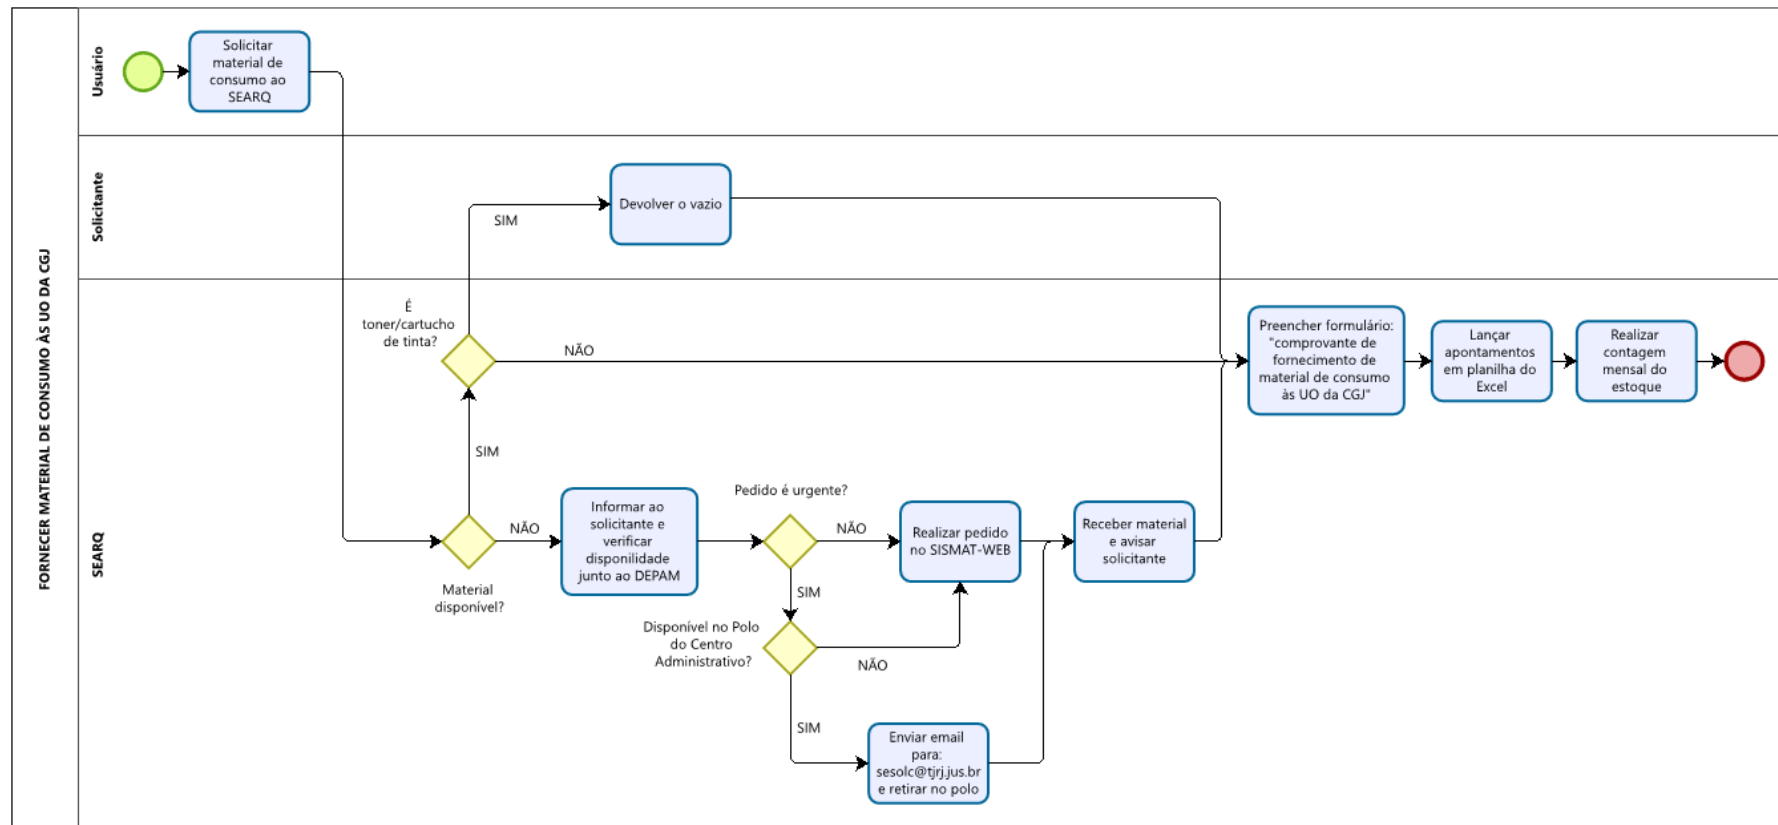 FORNECER MATERIAL DE CONSUMO ÀS UO DA CGJ
Usuário
Solicitar
material de
consumo ao
SEARQ
Solicitante
Devolver o vazio
SIM
SEARQ
É
toner/cartucho
de tinta?
NÃO
SIM
Preencher formulário:
"comprovante de
fornecimento de
material de consumo
às UO da CGJ"
Lançar
apontamentos
em planilha do
Excel
Realizar
contagem
mensal do
estoque
Material
disponível?
NÃO
Informar ao
solicitante e
verificar
disponilidade
junto ao DEPAM
Pedido é urgente?
NÃO
SIM
Realizar pedido
no SISMAT-WEB
Receber material
e avisar
solicitante
Disponível no Polo
do Centro
Administrativo?
NÃO
SIM
Enviar email
para:
sesolc@tjrj.jus.br
e retirar no polo